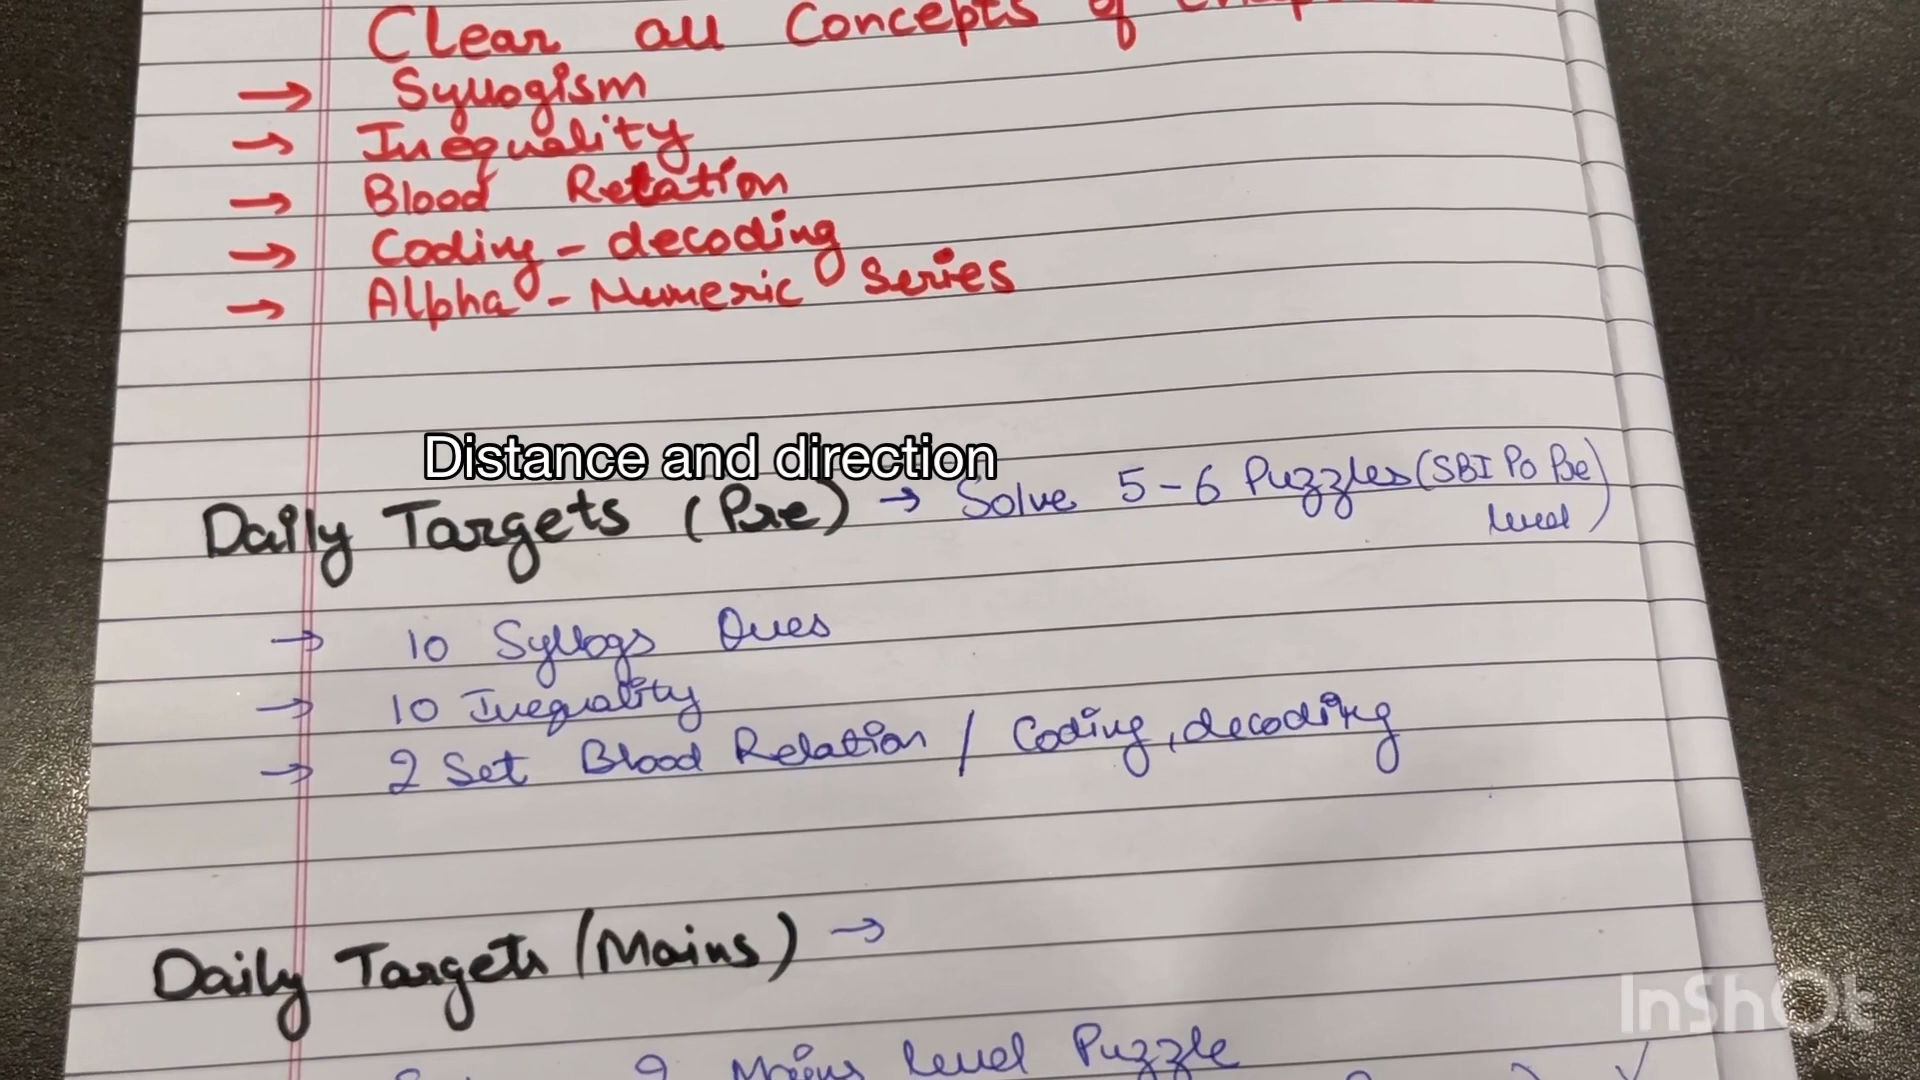 Clear all Concepts of
→ Syllogism
→ Inequality
→ Blood Relation
→ Coding - decoding
→ Alpha - Numeric Series
Distance and direction
Daily Targets (Pre) → Solve 5-6 Puzzles (SBI PO Pre
level)
→ 10 Syllogs Ques
→ 10 Inequality
→ 2 Set Blood Relation / Coding, decoding
Daily Targets (Mains) →
2 Mains level Puzzle
InShOt